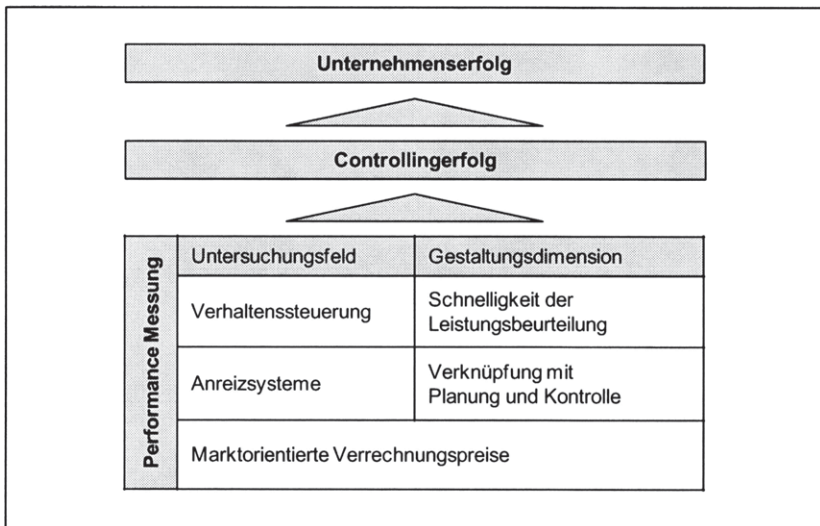 Unternehmenserfolg
Controllingerfolg
Performance Messung
Untersuchungsfeld
Gestaltungsdimension
Verhaltenssteuerung
Schnelligkeit der
Leistungsbeurteilung
Anreizsysteme
Verknüpfung mit
Planung und Kontrolle
Marktorientierte Verrechnungspreise